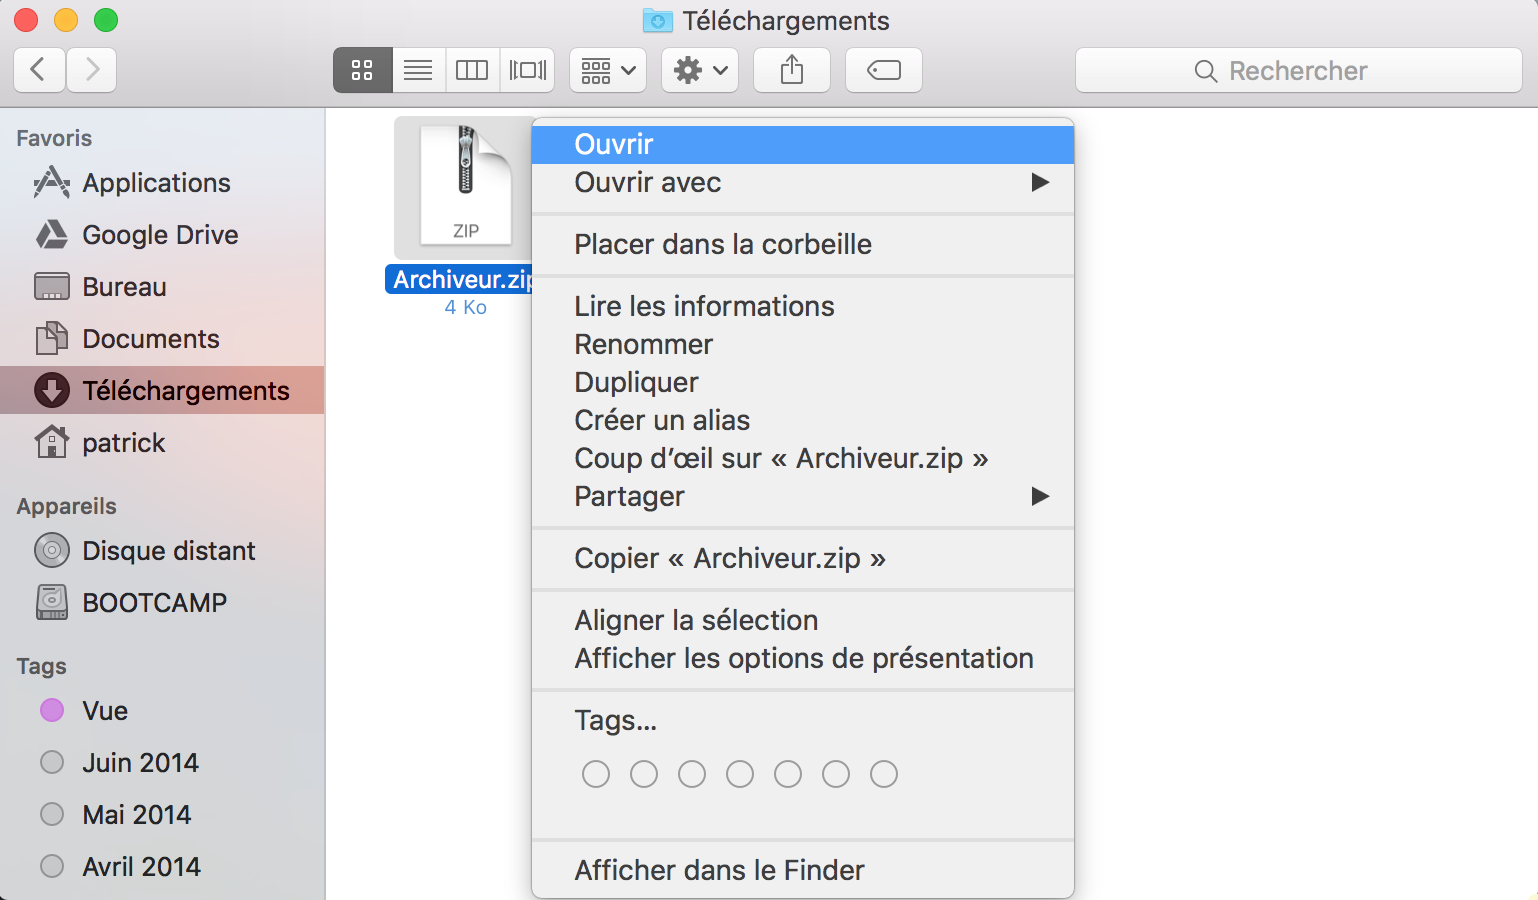 Téléchargements
Rechercher
Favoris
Applications
Google Drive
Bureau
Documents
Téléchargements
patrick
Appareils
Disque distant
BOOTCAMP
Tags
Vue
Juin 2014
Mai 2014
Avril 2014
ZIP
Archiveur.zip
4 Ko
Ouvrir
Ouvrir avec
Placer dans la corbeille
Lire les informations
Renommer
Dupliquer
Créer un alias
Coup d’œil sur « Archiveur.zip »
Partager
Copier « Archiveur.zip »
Aligner la sélection
Afficher les options de présentation
Tags...
Afficher dans le Finder